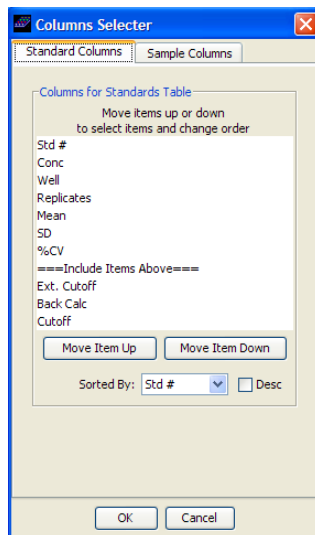 Columns Selecter
Standard Columns Sample Columns
Columns for Standards Table
Move items up or down
to select items and change order
Std #
Conc
Well
Replicates
Mean
SD
%CV
===Include Items Above===
Ext. Cutoff
Back Calc
Cutoff
Move Item Up Move Item Down
Sorted By: Std # Desc
OK Cancel